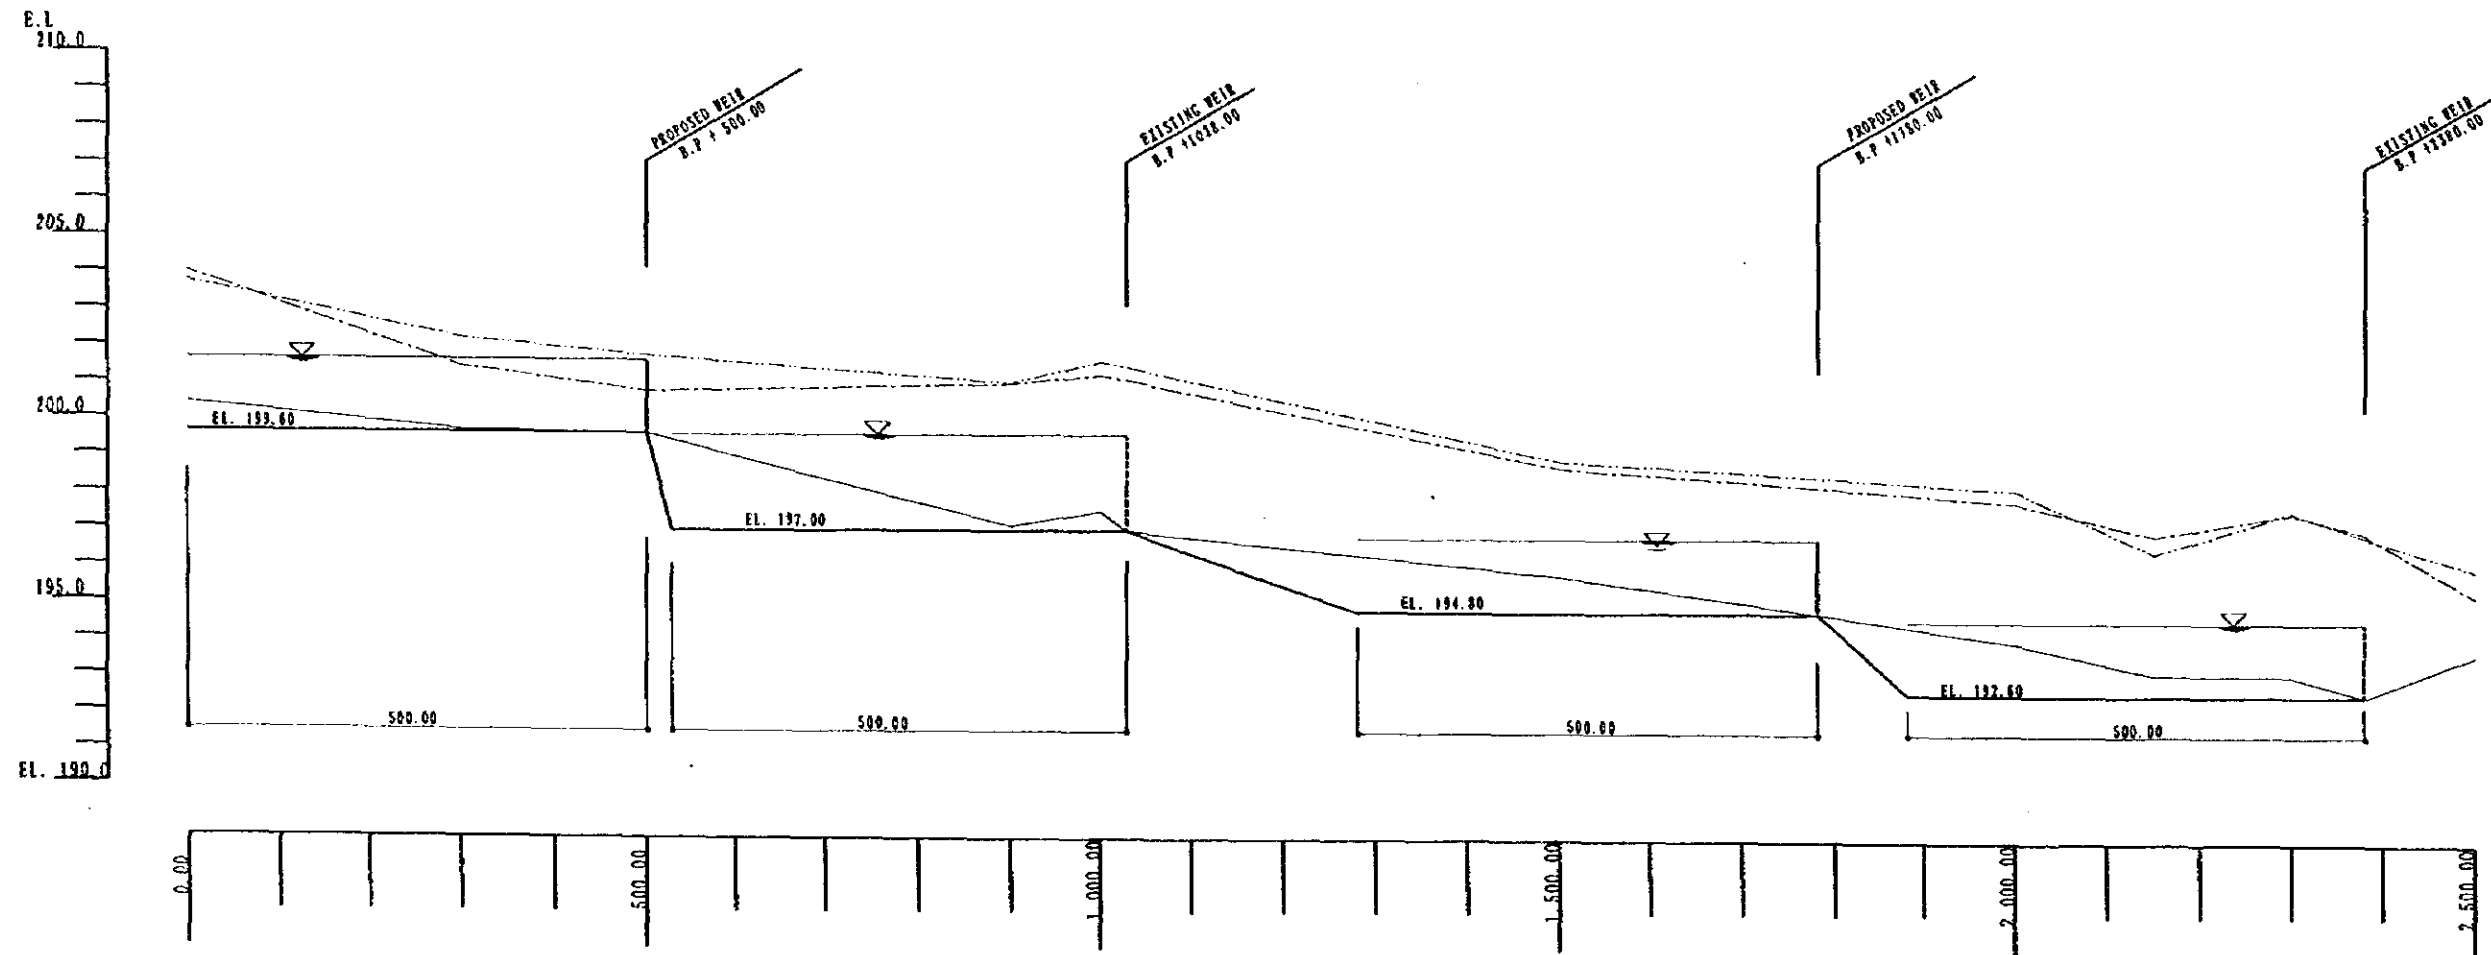 E.L
210.0
205.0
200.0
195.0
EL. 190.0
PROPOSED WEIR
B.P + 500.00
EXISTING WEIR
B.P +1028.00
PROPOSED WEIR
B.P +1780.00
EXISTING WEIR
B.P +2380.00
EL. 199.60
EL. 197.00
EL. 194.80
EL. 192.60
500.00
500.00
500.00
500.00
0.00
500.00
1 000.00
1 500.00
2 000.00
2 500.00